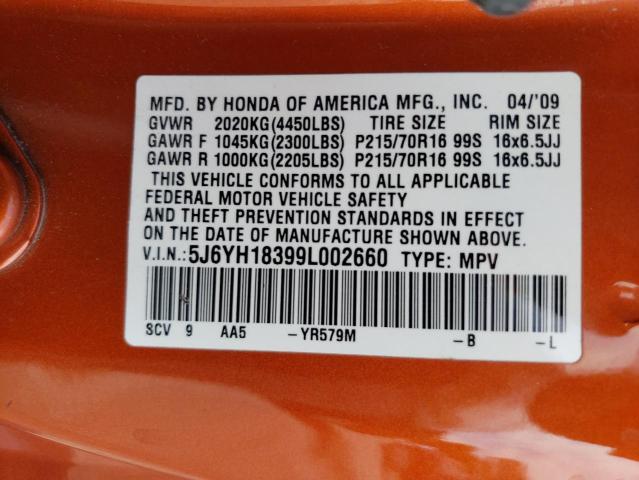 MFD. BY HONDA OF AMERICA MFG., INC. 04/'09
GVWR 2020KG(4450LBS) TIRE SIZE RIM SIZE
GAWR F 1045KG(2300LBS) P215/70R16 99S 16x6.5JJ
GAWR R 1000KG(2205LBS) P215/70R16 99S 16x6.5JJ
THIS VEHICLE CONFORMS TO ALL APPLICABLE
FEDERAL MOTOR VEHICLE SAFETY
AND THEFT PREVENTION STANDARDS IN EFFECT
ON THE DATE OF MANUFACTURE SHOWN ABOVE.
V.I.N.:5J6YH18399L002660 TYPE: MPV
SCV 9 AA5 -YR579M -B -L